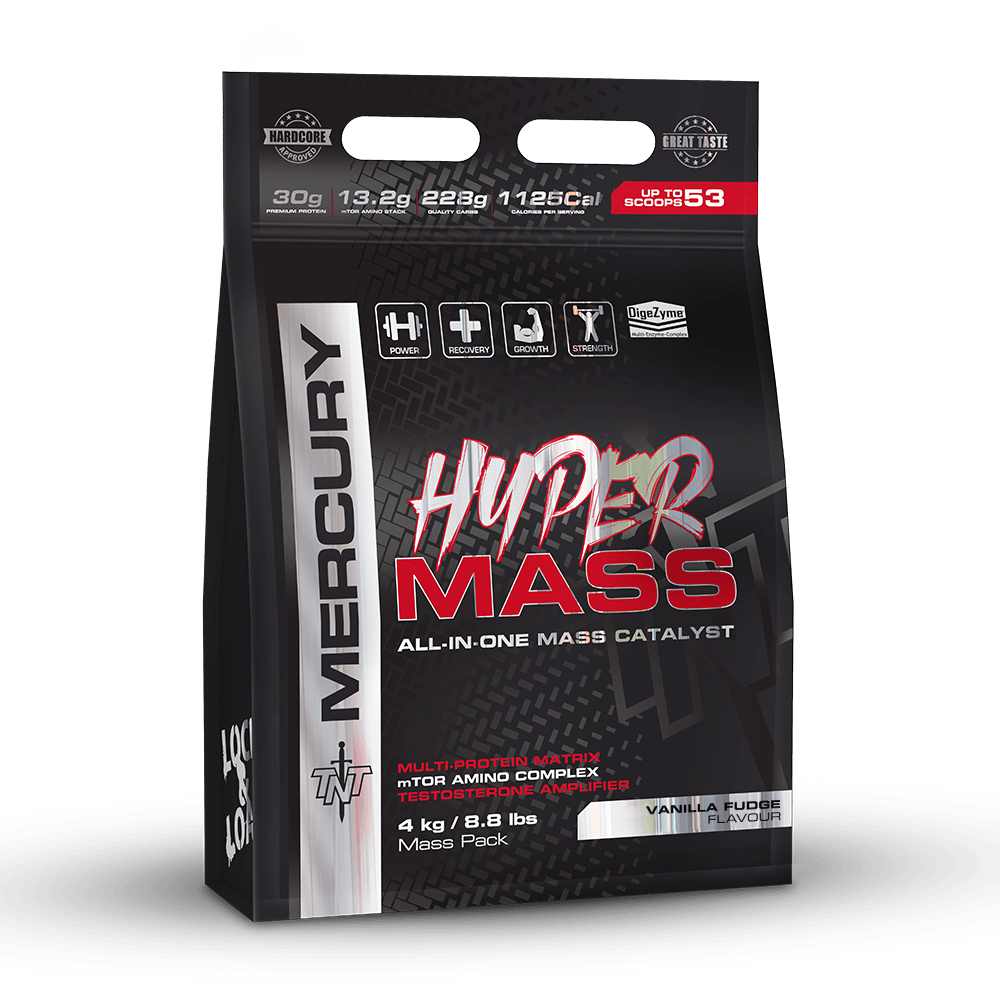 HARDCORE
APPROVED
GREAT TASTE
30g
PREMIUM PROTEIN
13.2g
mTOR AMINO STACK
228g
QUALITY CARBS
1125Cal
CALORIES PER SERVING
UP TO
SCOOPS 53
POWER
RECOVERY
GROWTH
STRENGTH
DigeZyme
Multi-Enzyme-Complex
MERCURY
TNT
HYPER
MASS
ALL-IN-ONE MASS CATALYST
MULTI-PROTEIN MATRIX
mTOR AMINO COMPLEX
TESTOSTERONE AMPLIFIER
4 kg / 8.8 lbs
Mass Pack
VANILLA FUDGE
FLAVOUR
&